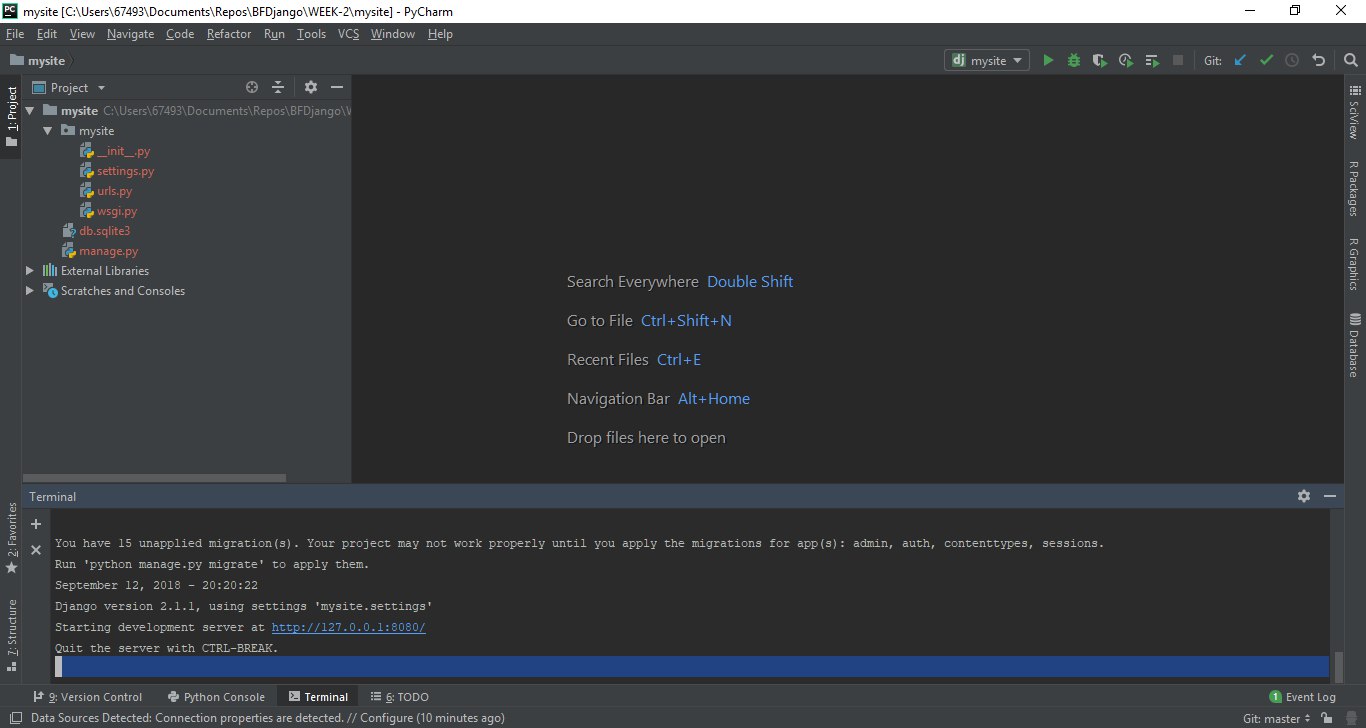 mysite [C:\Users\67493\Documents\Repos\BFDjango\WEEK-2\mysite] - PyCharm
File Edit View Navigate Code Refactor Run Tools VCS Window Help
mysite
dj mysite
Git:
1: Project
Project
mysite C:\Users\67493\Documents\Repos\BFDjango\
mysite
__init__.py
settings.py
urls.py
wsgi.py
db.sqlite3
manage.py
External Libraries
Scratches and Consoles
Search Everywhere Double Shift
Go to File Ctrl+Shift+N
Recent Files Ctrl+E
Navigation Bar Alt+Home
Drop files here to open
SciView
R Packages
R Graphics
Database
2: Favorites
7: Structure
Terminal
You have 15 unapplied migration(s). Your project may not work properly until you apply the migrations for app(s): admin, auth, contenttypes, sessions.
Run 'python manage.py migrate' to apply them.
September 12, 2018 - 20:20:22
Django version 2.1.1, using settings 'mysite.settings'
Starting development server at http://127.0.0.1:8080/
Quit the server with CTRL-BREAK.
9: Version Control Python Console Terminal 6: TODO
1 Event Log
Data Sources Detected: Connection properties are detected. // Configure (10 minutes ago)
Git: master